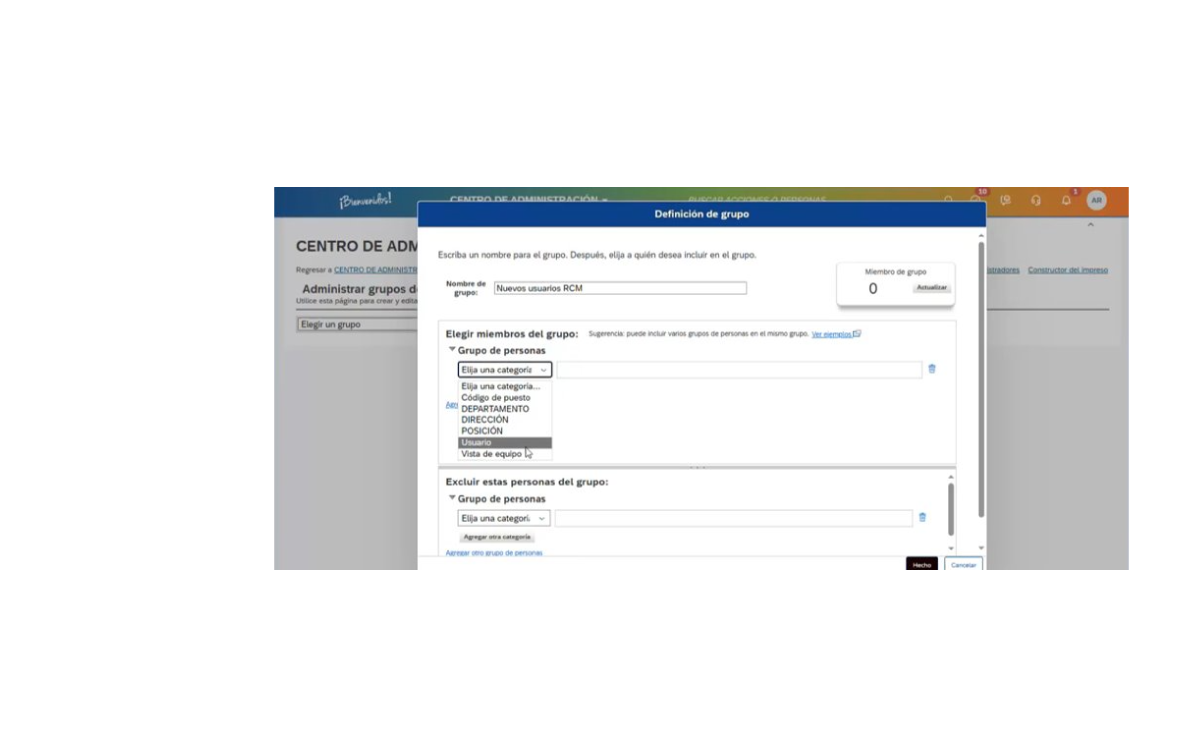 ¡Bienvenidos!
CENTRO DE ADMINISTRACIÓN
BUSCAR ACCIONES O PERSONAS
10
1
AR
Definición de grupo
CENTRO DE ADM
Regresar a CENTRO DE ADMINISTR
Administrar grupos d
Utilice esta página para crear y edita
Elegir un grupo
stradores Constructor del impreso
Escriba un nombre para el grupo. Después, elija a quién desea incluir en el grupo.
Nombre de grupo:
Nuevos usuarios RCM
Miembro de grupo
0
Actualizar
Elegir miembros del grupo: Sugerencia: puede incluir varios grupos de personas en el mismo grupo. Ver ejemplos
Grupo de personas
Elija una categoría
Elija una categoría...
Código de puesto
DEPARTAMENTO
DIRECCIÓN
POSICIÓN
Usuario
Vista de equipo
Excluir estas personas del grupo:
Grupo de personas
Elija una categorí
Agregar otra categoría
Agregar otro grupo de personas
Hecho
Cancelar